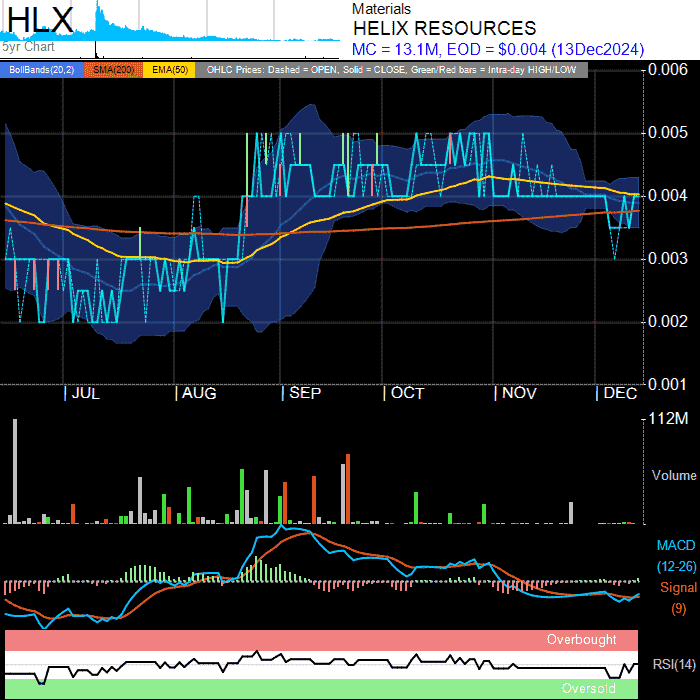 HLX
5yr Chart
Materials
HELIX RESOURCES
MC = 13.1M, EOD = $0.004 (13Dec2024)
BollBands(20,2) SMA(200) EMA(50) OHLC Prices: Dashed = OPEN, Solid = CLOSE, Green/Red bars = Intra-day HIGH/LOW
0.006
0.005
0.004
0.003
0.002
0.001
| JUL | AUG | SEP | OCT | NOV | DEC
112M
Volume
MACD
(12-26)
Signal
(9)
Overbought
RSI(14)
Oversold